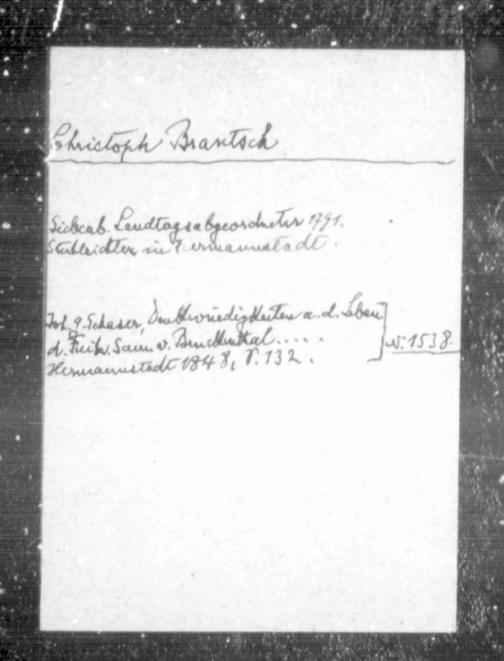 Christoph Brantsch
Siebenb. Landtagsabgeordneter 1791.
Stuhlrichter in Hermannstadt.
Joh. G. Schaser, Denkwürdigkeiten a. d. Leben
d. Freih. Sam. v. Bruckenthal .....
Hermannstadt 1848, P. 132.
N. 1538.